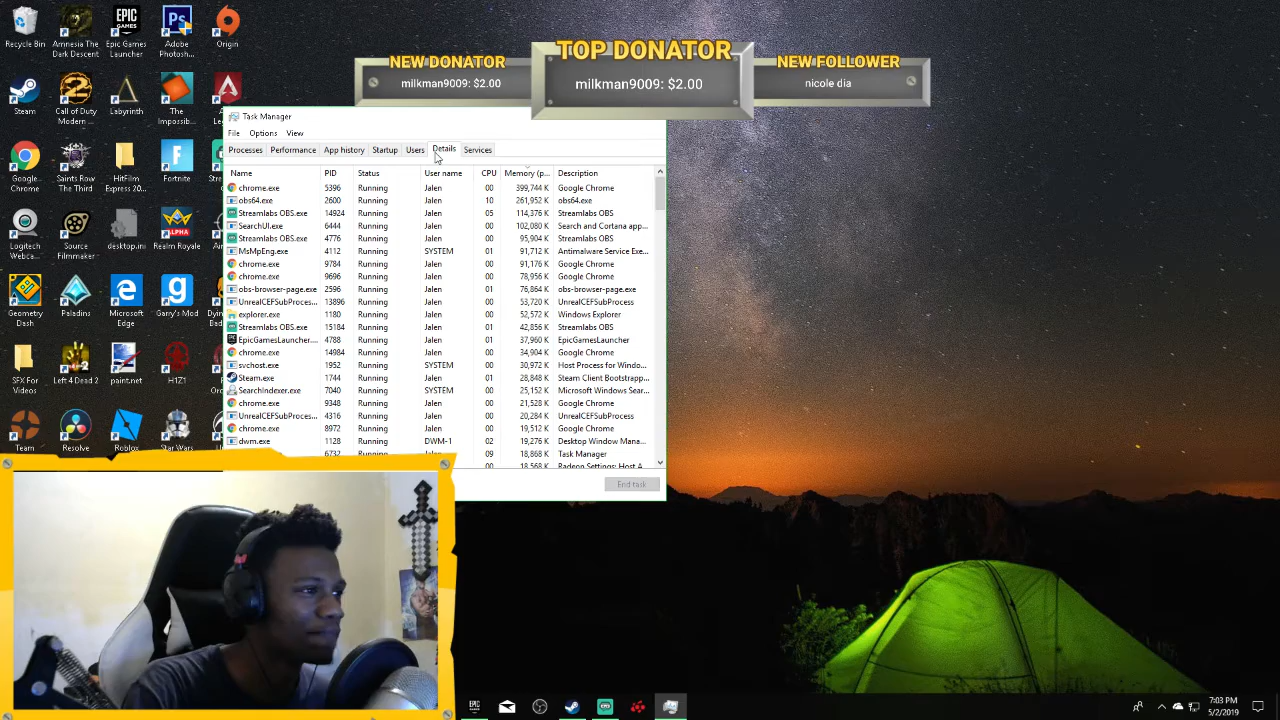 Recycle Bin
Amnesia The Dark Descent
Epic Games Launcher
Adobe Photosh...
Origin
NEW DONATOR
milkman9009: $2.00
TOP DONATOR
milkman9009: $2.00
NEW FOLLOWER
nicole dia
Steam
Call of Duty Black Ops
Labyrinth
The Impossib...
Google Chrome
Saints Row The Third
HitFilm Express 20...
Fortnite
Logitech Webca...
Source Filmmaker
desktop.ini
Realm Royale
ALPHA
Geometry Dash
Paladins
Microsoft Edge
Garry's Mod
SFX For Videos
Left 4 Dead 2
paint.net
H1Z1
Team
Resolve
Roblox
Star Wars
Task Manager
File Options View
Processes Performance App history Startup Users Details Services
Name PID Status User name CPU Memory (p... Description
chrome.exe 5396 Running Jalen 00 399,744 K Google Chrome
obs64.exe 2600 Running Jalen 10 261,952 K obs64.exe
Streamlabs OBS.exe 14924 Running Jalen 05 114,376 K Streamlabs OBS
SearchUI.exe 6444 Running Jalen 00 102,080 K Search and Cortana app...
Streamlabs OBS.exe 4776 Running Jalen 01 95,904 K Streamlabs OBS
MsMpEng.exe 4112 Running SYSTEM 00 91,712 K Antimalware Service Exe...
chrome.exe 9784 Running Jalen 00 91,176 K Google Chrome
chrome.exe 9696 Running Jalen 00 78,956 K Google Chrome
obs-browser-page.exe 2596 Running Jalen 01 76,864 K obs-browser-page.exe
UnrealCEFSubProces... 13896 Running Jalen 00 53,720 K UnrealCEFSubProcess
explorer.exe 1180 Running Jalen 00 52,572 K Windows Explorer
Streamlabs OBS.exe 15184 Running Jalen 01 42,856 K Streamlabs OBS
EpicGamesLauncher.... 4788 Running Jalen 01 37,960 K EpicGamesLauncher
chrome.exe 14984 Running Jalen 00 34,904 K Google Chrome
svchost.exe 1952 Running SYSTEM 00 30,972 K Host Process for Windo...
Steam.exe 1744 Running Jalen 01 28,848 K Steam Client Bootstrapp...
SearchIndexer.exe 7040 Running SYSTEM 00 25,152 K Microsoft Windows Sear...
chrome.exe 9348 Running Jalen 00 21,528 K Google Chrome
UnrealCEFSubProces... 4316 Running Jalen 00 20,284 K UnrealCEFSubProcess
chrome.exe 8972 Running Jalen 00 19,512 K Google Chrome
dwm.exe 1128 Running DWM-1 02 19,276 K Desktop Window Mana...
6732 Running Jalen 09 18,868 K Task Manager
00 18,568 K Radeon Settings: Host A...
End task
7:03 PM
5/2/2019